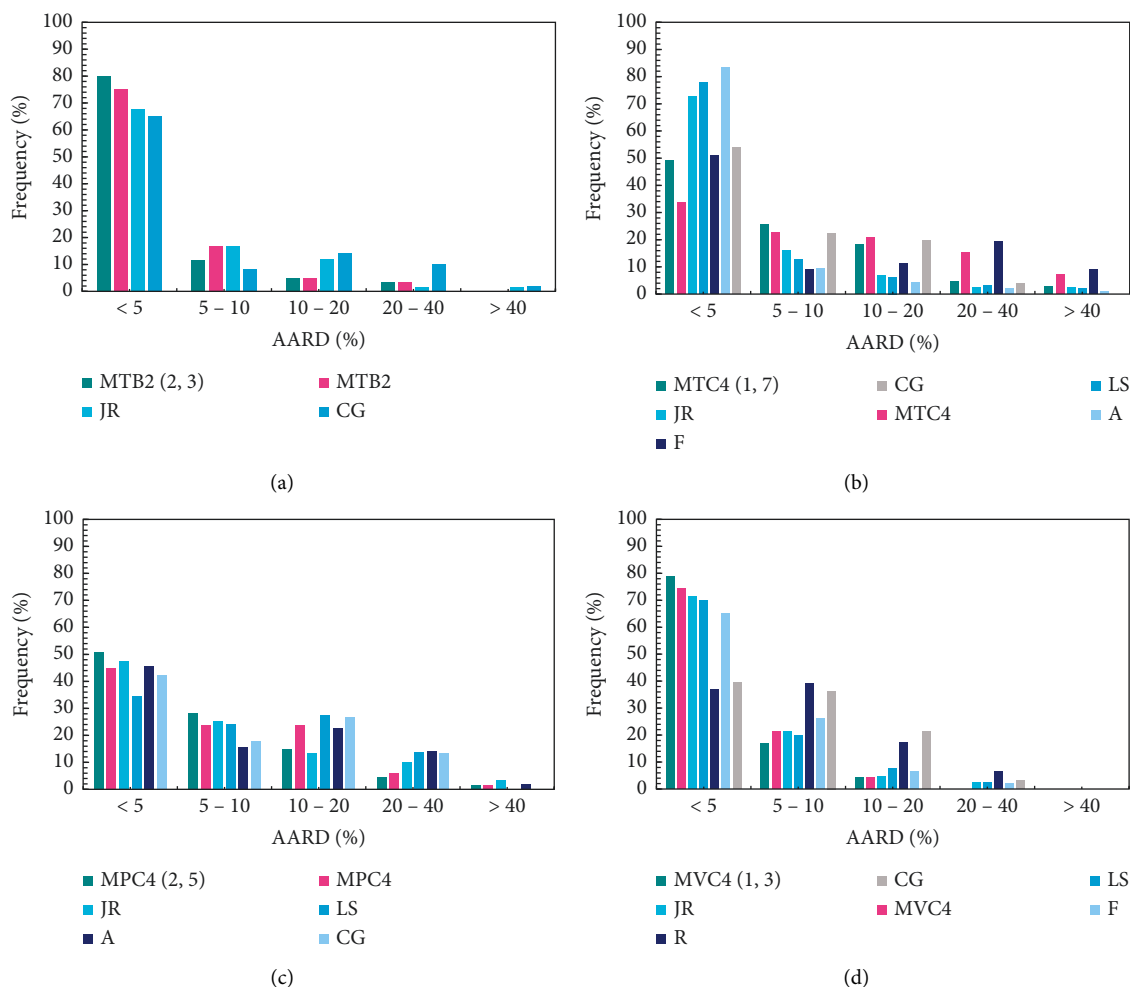 100
90
80
70
60
50
40
30
20
10
0
Frequency (%)
< 5 5 – 10 10 – 20 20 – 40 > 40
AARD (%)
MTB2 (2, 3) MTB2
JR CG
(a)
100
90
80
70
60
50
40
30
20
10
0
Frequency (%)
< 5 5 – 10 10 – 20 20 – 40 > 40
AARD (%)
MTC4 (1, 7) CG LS
JR MTC4 A
F
(b)
100
90
80
70
60
50
40
30
20
10
0
Frequency (%)
< 5 5 – 10 10 – 20 20 – 40 > 40
AARD (%)
MPC4 (2, 5) MPC4
JR LS
A CG
(c)
100
90
80
70
60
50
40
30
20
10
0
Frequency (%)
< 5 5 – 10 10 – 20 20 – 40 > 40
AARD (%)
MVC4 (1, 3) CG LS
JR MVC4 F
R
(d)